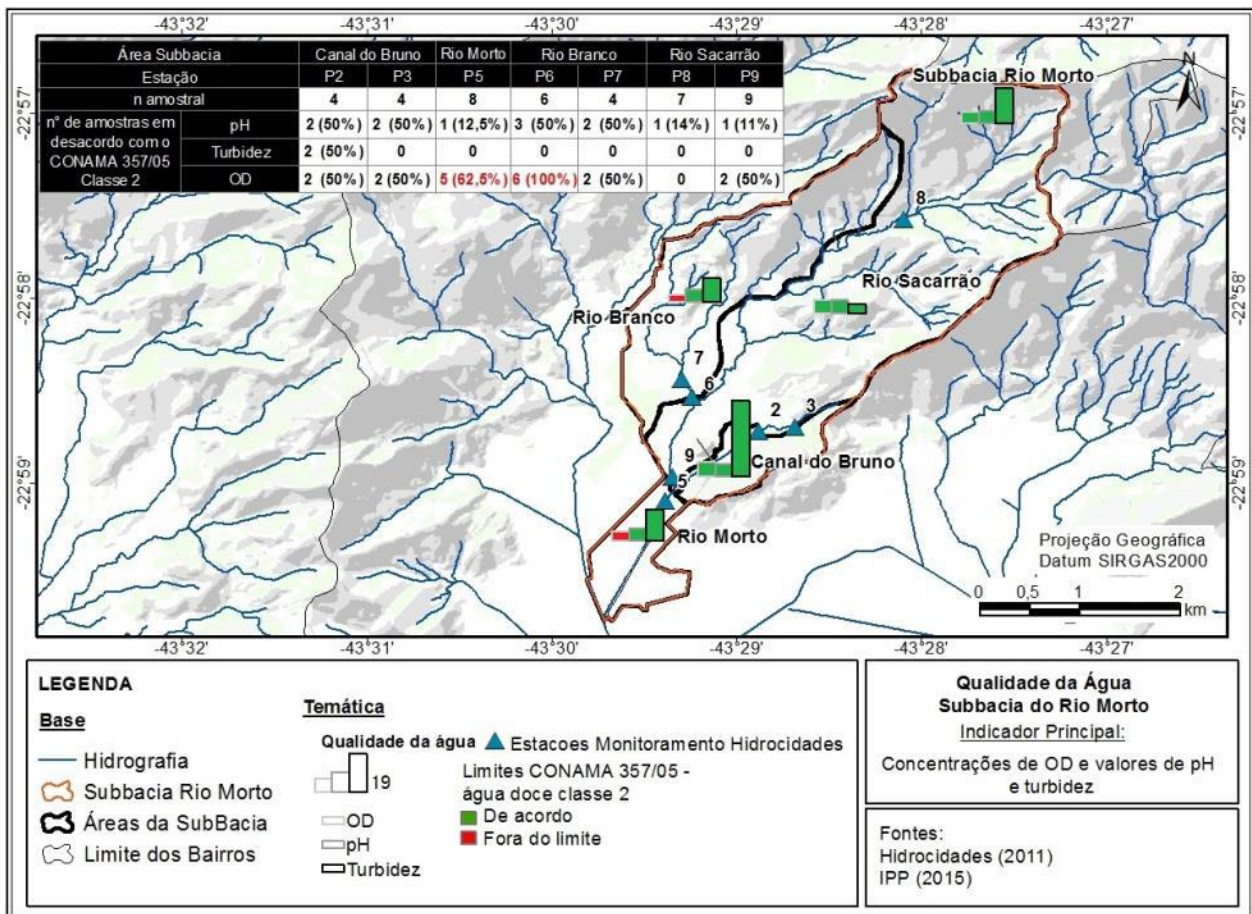 -43°32' -43°31' -43°30' -43°29' -43°28' -43°27'
Área Subbacia Canal do Bruno Rio Morto Rio Branco Rio Sacarrão
Estação P2 P3 P5 P6 P7 P8 P9
n amostral 4 4 8 6 4 7 9
n° de amostras em desacordo com o CONAMA 357/05 Classe 2
pH 2 (50%) 2 (50%) 1 (12,5%) 3 (50%) 2 (50%) 1 (14%) 1 (11%)
Turbidez 2 (50%) 0 0 0 0 0 0
OD 2 (50%) 2 (50%) 5 (62,5%) 6 (100%) 2 (50%) 0 2 (50%)
Subbacia Rio Morto
N
-22°57' -22°57'
8
Rio Sacarrão
-22°58' -22°58'
Rio Branco
7
6
2 3
9
Canal do Bruno
-22°59' -22°59'
5
Rio Morto
Projeção Geográfica
Datum SIRGAS2000
0 0,5 1 2
km
-43°32' -43°31' -43°30' -43°29' -43°28' -43°27'
LEGENDA
Base
Hidrografia
Subbacia Rio Morto
Áreas da SubBacia
Limite dos Bairros
Temática
Qualidade da água
19
OD
pH
Turbidez
Estacoes Monitoramento Hidrocidades
Limites CONAMA 357/05 -
água doce classe 2
De acordo
Fora do limite
Qualidade da Água
Subbacia do Rio Morto
Indicador Principal:
Concentrações de OD e valores de pH
e turbidez
Fontes:
Hidrocidades (2011)
IPP (2015)